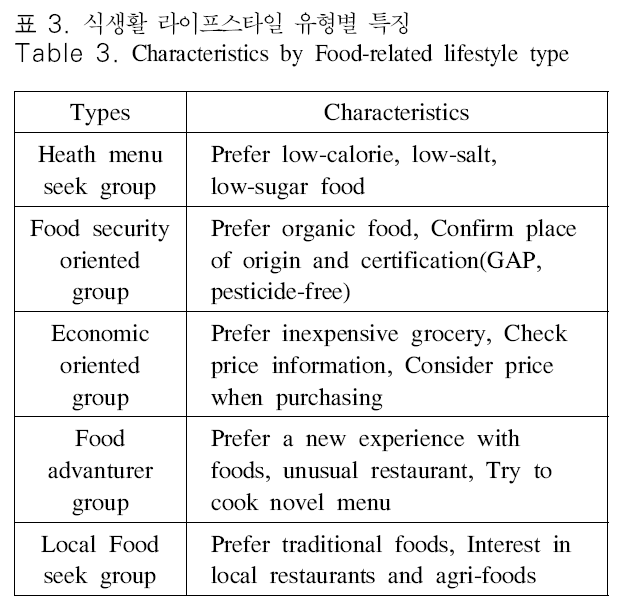 표 3. 식생활 라이프스타일 유형별 특징
Table 3. Characteristics by Food-related lifestyle type
Types
Characteristics
Heath menu
seek group
Prefer low-calorie, low-salt,
low-sugar food
Food security
oriented
group
Prefer organic food, Confirm place
of origin and certification(GAP,
pesticide-free)
Economic
oriented
group
Prefer inexpensive grocery, Check
price information, Consider price
when purchasing
Food
advanturer
group
Prefer a new experience with
foods, unusual restaurant, Try to
cook novel menu
Local Food
seek group
Prefer traditional foods, Interest in
local restaurants and agri-foods